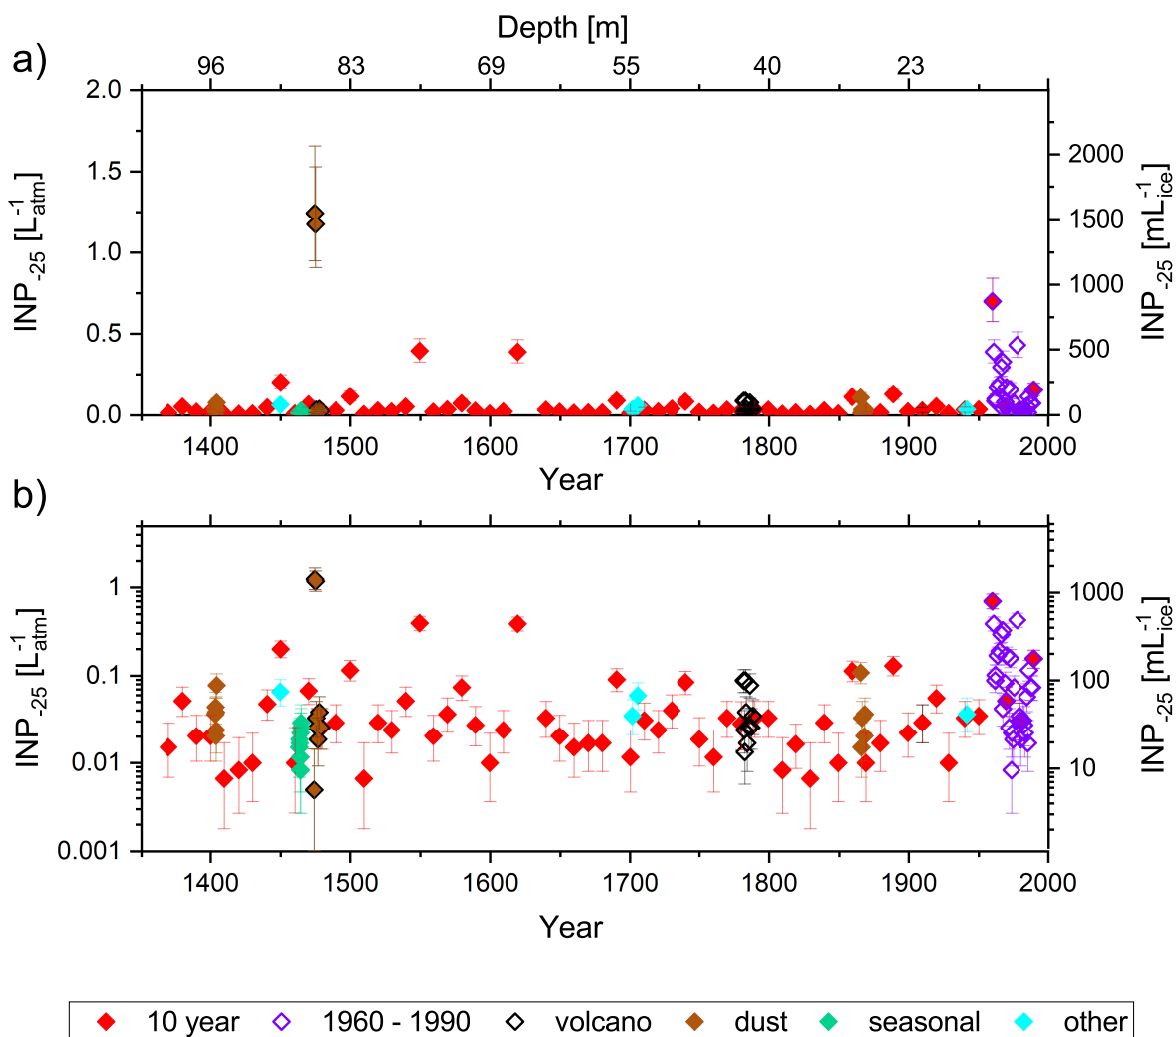 Depth [m]
a)
96 83 69 55 40 23
2.0
1.5
1.0
0.5
0.0
INP-25 [L-1atm]
2000
1500
1000
500
0
INP-25 [mL-1ice]
1400 1500 1600 1700 1800 1900 2000
Year
b)
1
0.1
0.01
0.001
INP-25 [L-1atm]
1000
100
10
INP-25 [mL-1ice]
1400 1500 1600 1700 1800 1900 2000
Year
10 year 1960 - 1990 volcano dust seasonal other